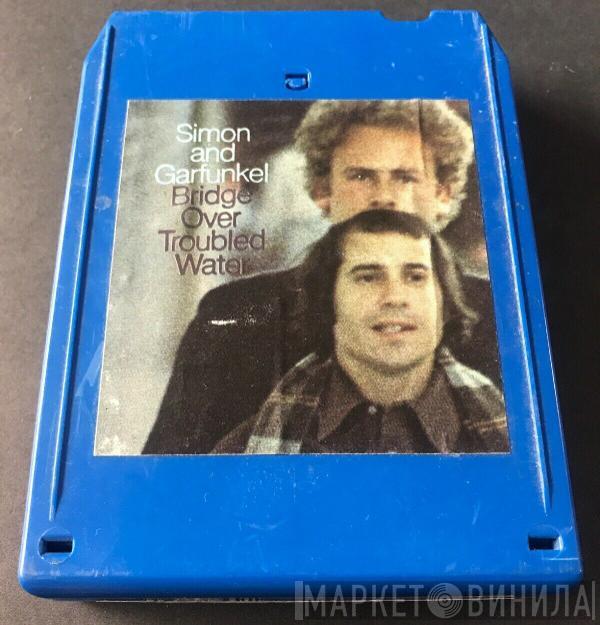 Simon
and
Garfunkel
Bridge
Over
Troubled
Water
МАРКЕТ ВИНИЛА